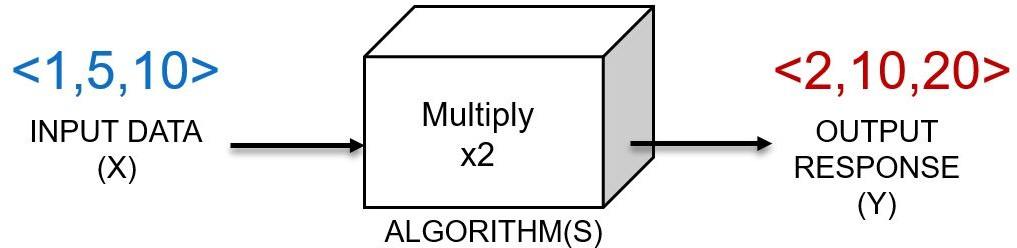 <1,5,10>
INPUT DATA
(X)
Multiply
x2
ALGORITHM(S)
<2,10,20>
OUTPUT
RESPONSE
(Y)